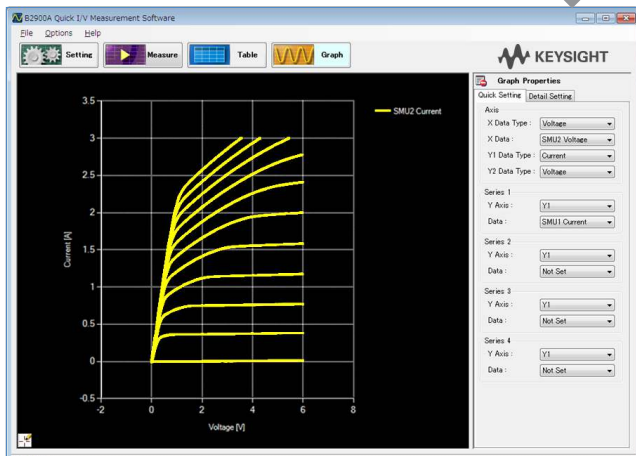 B2900A Quick I/V Measurement Software
File Options Help
Setting Measure Table Graph
KEYSIGHT
Graph Properties
Quick Setting Detail Setting
Axis
X Data Type : Voltage
X Data : SMU2 Voltage
Y1 Data Type : Current
Y2 Data Type : Voltage
Series 1
Y Axis : Y1
Data : SMU1 Current
Series 2
Y Axis : Y1
Data : Not Set
Series 3
Y Axis : Y1
Data : Not Set
Series 4
Y Axis : Y1
Data : Not Set
SMU2 Current
Current [A]
3.5
3
2.5
2
1.5
1
0.5
0
-0.5
-2 0 2 4 6 8
Voltage [V]